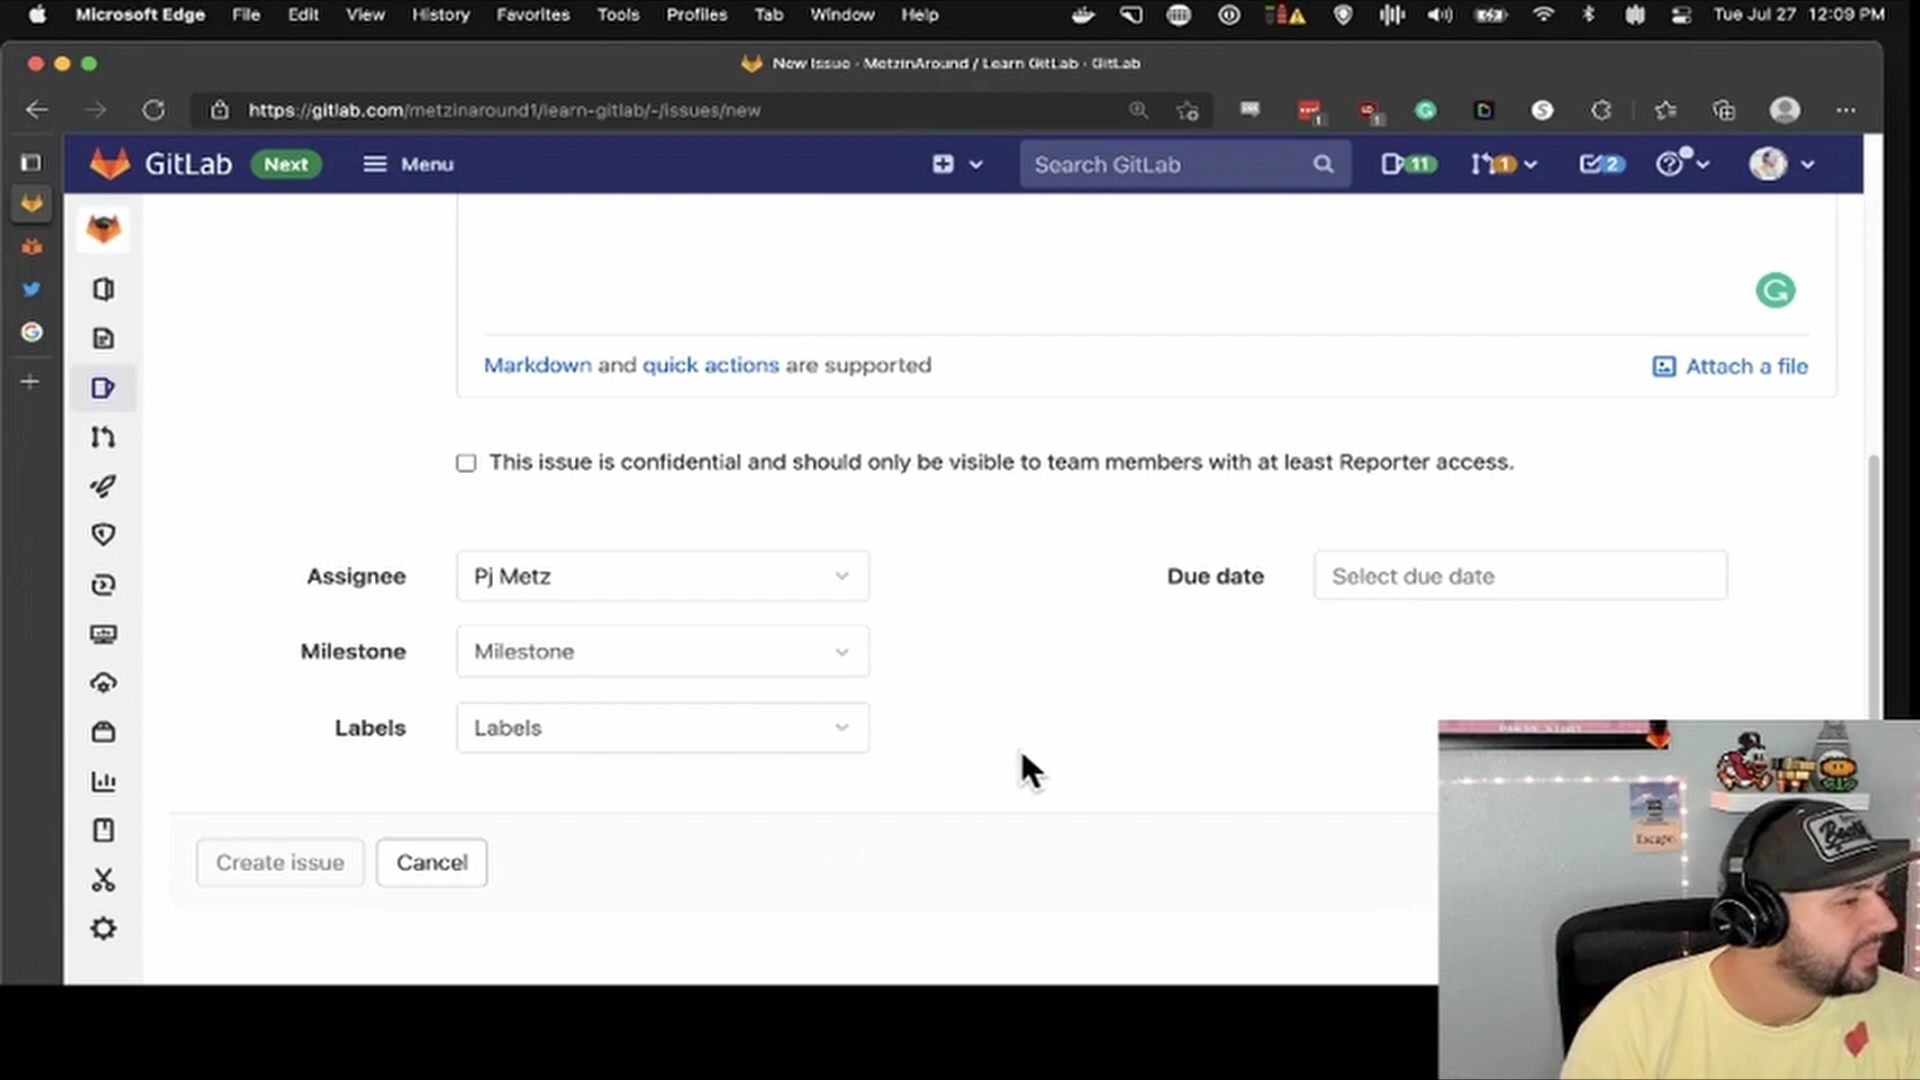 Microsoft Edge File Edit View History Favorites Tools Profiles Tab Window Help Tue Jul 27 12:09 PM
New Issue · MetzinAround / Learn GitLab · GitLab
https://gitlab.com/metzinaround1/learn-gitlab/-/issues/new
1
1
GitLab Next Menu Search GitLab 11 1 2
Markdown and quick actions are supported Attach a file
This issue is confidential and should only be visible to team members with at least Reporter access.
Assignee Pj Metz Due date Select due date
Milestone Milestone
Labels Labels
Create issue Cancel
Escape